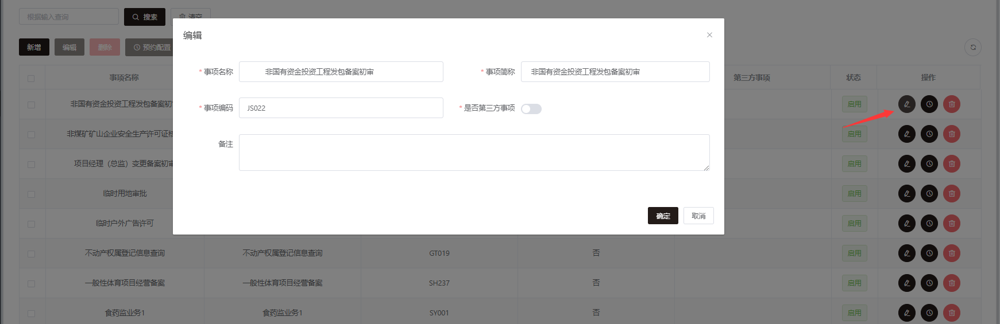 根据输入查询 搜索 清空
编辑
新增 编辑 删除 预约配置
* 事项名称 非国有资金投资工程发包备案初审 * 事项简称 非国有资金投资工程发包备案初审
事项名称 第三方事项 状态 操作
非国有资金投资工程发包备案初 启用
* 事项编码 JS022 * 是否第三方事项
非煤矿矿山企业安全生产许可证 启用
备注
项目经理（总监）变更备案初审 启用
临时用地审批 启用
确定 取消
临时户外广告许可 启用
不动产权属登记信息查询 不动产权属登记信息查询 GT019 否 启用
一般性体育项目经营备案 一般性体育项目经营备案 SH237 否 启用
食药监业务1 食药监业务1 SY001 否 启用